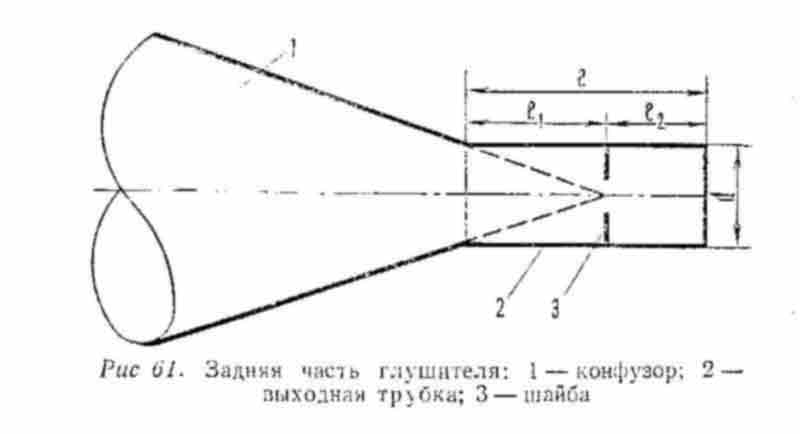 1
ℓ
ℓ₁ ℓ₂
d
2 3
Рис 61. Задняя часть глушителя: 1 — конфузор; 2 —
выходная трубка; 3 — шайба